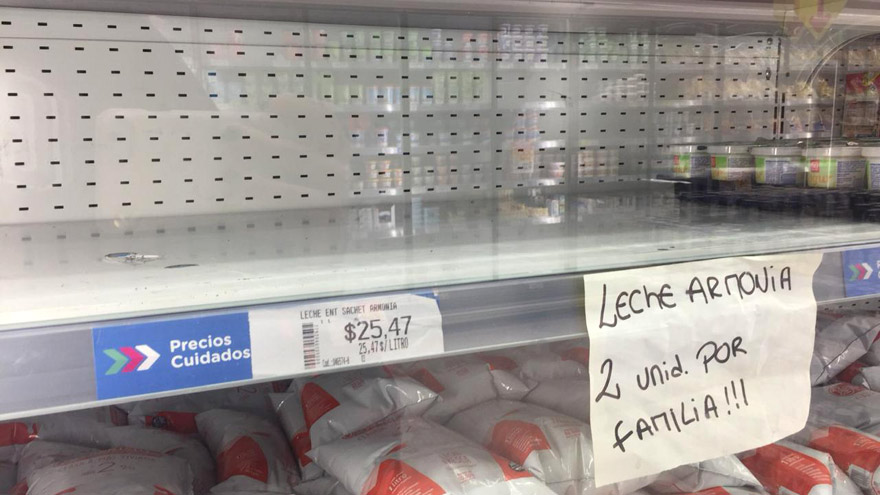 Precios
Cuidados
LECHE ENT SACHET ARMONIA
$25,47
25,47$/LITRO
LECHE ARMONIA
2 unid. POR
FAMILIA!!!